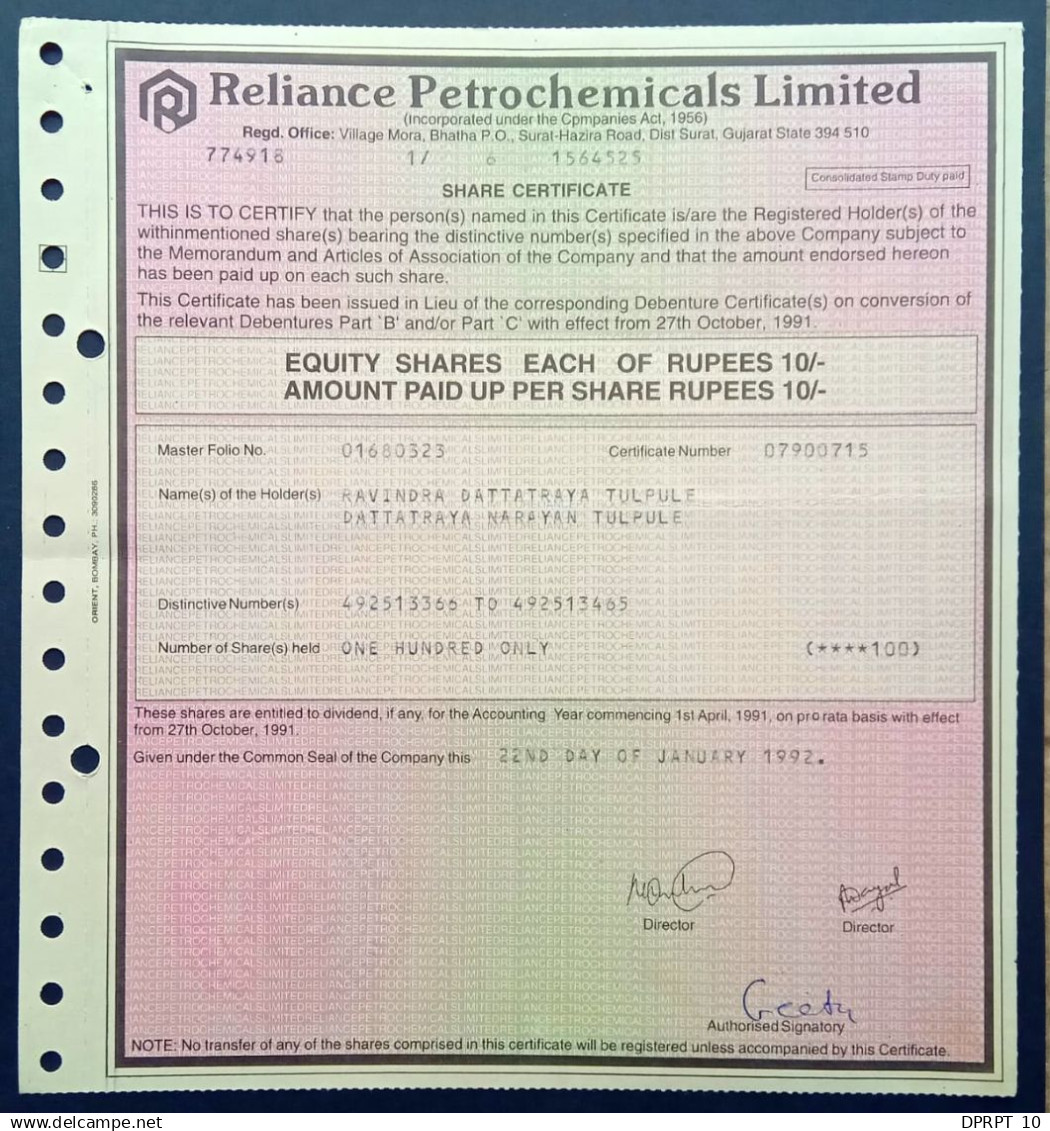 Reliance Petrochemicals Limited
(Incorporated under the Cpmpanies Act, 1956)
Regd. Office: Village Mora, Bhatha P.O., Surat-Hazira Road, Dist Surat, Gujarat State 394 510
774916 1/ 6 1564525
Consolidated Stamp Duty paid
SHARE CERTIFICATE
THIS IS TO CERTIFY that the person(s) named in this Certificate is/are the Registered Holder(s) of the
withinmentioned share(s) bearing the distinctive number(s) specified in the above Company subject to
the Memorandum and Articles of Association of the Company and that the amount endorsed hereon
has been paid up on each such share.
This Certificate has been issued in Lieu of the corresponding Debenture Certificate(s) on conversion of
the relevant Debentures Part `B' and/or Part `C' with effect from 27th October, 1991.
EQUITY SHARES EACH OF RUPEES 10/-
AMOUNT PAID UP PER SHARE RUPEES 10/-
Master Folio No. 01680323 Certificate Number 07900715
Name(s) of the Holder(s) RAVINDRA DATTATRAYA TULPULE
DATTATRAYA NARAYAN TULPULE
Distinctive Number(s) 492513366 TO 492513465
Number of Share(s) held ONE HUNDRED ONLY (****100)
These shares are entitled to dividend, if any, for the Accounting Year commencing 1st April, 1991, on pro rata basis with effect
from 27th October, 1991.
Given under the Common Seal of the Company this 22ND DAY OF JANUARY 1992.
Director
Director
Geeta
Authorised Signatory
NOTE: No transfer of any of the shares comprised in this certificate will be registered unless accompanied by this Certificate.
ORIENT, BOMBAY, PH. 3090286
www.delcampe.net
DPRPT 10